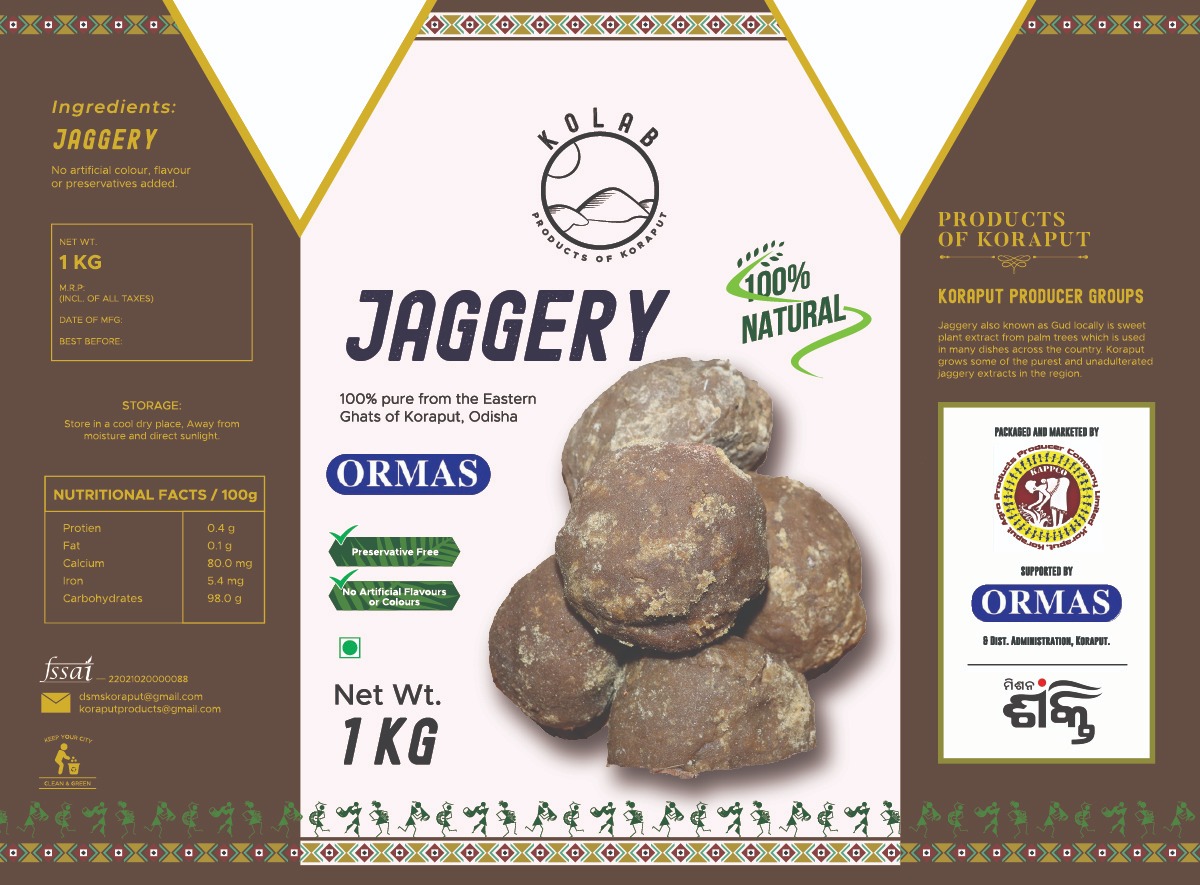 Ingredients:
JAGGERY
No artificial colour, flavour
or preservatives added.
NET WT.
1 KG
M.R.P:
(INCL. OF ALL TAXES)
DATE OF MFG:
BEST BEFORE:
STORAGE:
Store in a cool dry place, Away from
moisture and direct sunlight.
NUTRITIONAL FACTS / 100g
Protien 0.4 g
Fat 0.1 g
Calcium 80.0 mg
Iron 5.4 mg
Carbohydrates 98.0 g
fssai — 22021020000088
dsmskoraput@gmail.com
koraputproducts@gmail.com
KEEP YOUR CITY
CLEAN & GREEN
KOLAB
PRODUCTS OF KORAPUT
100%
NATURAL
JAGGERY
100% pure from the Eastern
Ghats of Koraput, Odisha
ORMAS
Preservative Free
No Artificial Flavours
or Colours
Net Wt.
1 KG
PRODUCTS
OF KORAPUT
KORAPUT PRODUCER GROUPS
Jaggery also known as Gud locally is sweet
plant extract from palm trees which is used
in many dishes across the country. Koraput
grows some of the purest and unadulterated
jaggery extracts in the region.
PACKAGED AND MARKETED BY
Koraput Agro Products Producer Company Limited, Koraput
KAPPCO
SUPPORTED BY
ORMAS
& DIST. ADMINISTRATION, KORAPUT.
ମିଶନ
ଶକ୍ତି